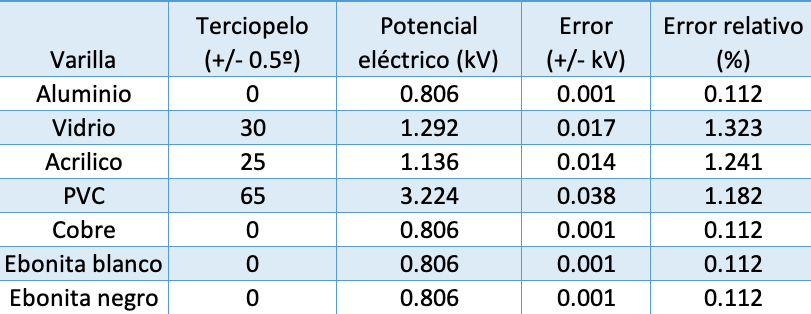 Varilla Terciopelo (+/- 0.5º) Potencial eléctrico (kV) Error (+/- kV) Error relativo (%)
Aluminio 0 0.806 0.001 0.112
Vidrio 30 1.292 0.017 1.323
Acrilico 25 1.136 0.014 1.241
PVC 65 3.224 0.038 1.182
Cobre 0 0.806 0.001 0.112
Ebonita blanco 0 0.806 0.001 0.112
Ebonita negro 0 0.806 0.001 0.112